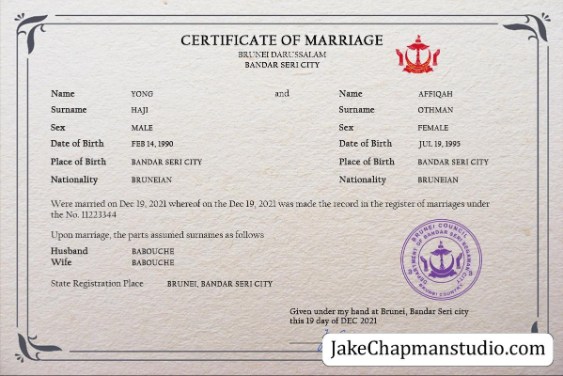 CERTIFICATE OF MARRIAGE
BRUNEI DARUSSALAM
BANDAR SERI CITY
Name YONG and Name AFFIQAH
Surname HAJI Surname OTHMAN
Sex MALE Sex FEMALE
Date of Birth FEB 14, 1990 Date of Birth JUL 19, 1995
Place of Birth BANDAR SERI CITY Place of Birth BANDAR SERI CITY
Nationality BRUNEIAN Nationality BRUNEIAN
Were married on Dec 19, 2021 whereof on the Dec 19, 2021 was made the record in the register of marriages under
the No. 11223344
Upon marriage, the parts assumed surnames as follows
Husband BABOUCHE
Wife BABOUCHE
State Registration Place BRUNEI, BANDAR SERI CITY
BRUNEI COUNCIL
DEPARTMENT OF BANDAR SERI
Given under my hand at Brunei, Bandar Seri city
this 19 day of DEC 2021
JakeChapmanstudio.com